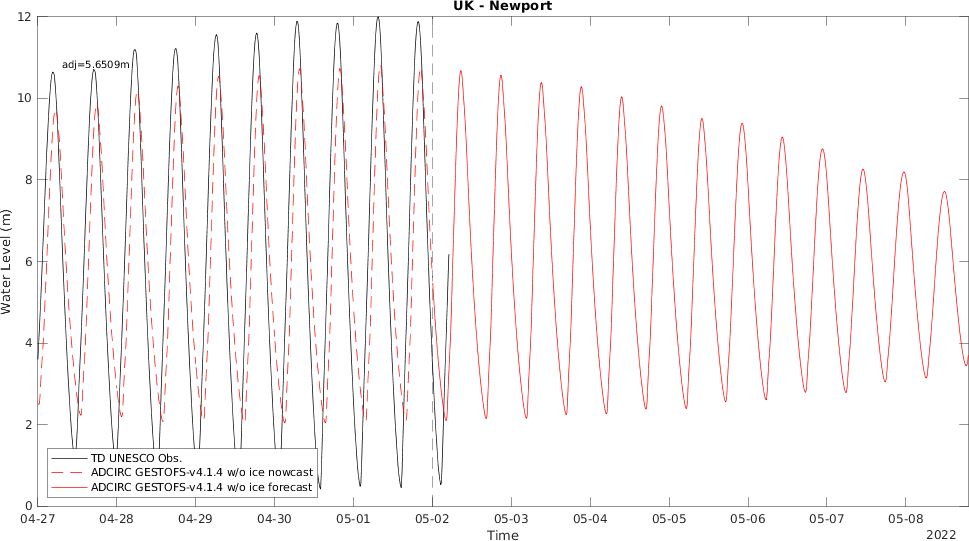 UK - Newport
12
10
8
6
4
2
0
Water Level (m)
adj=5.6509m
TD UNESCO Obs.
ADCIRC GESTOFS-v4.1.4 w/o ice nowcast
ADCIRC GESTOFS-v4.1.4 w/o ice forecast
04-27 04-28 04-29 04-30 05-01 05-02 05-03 05-04 05-05 05-06 05-07 05-08
Time
2022